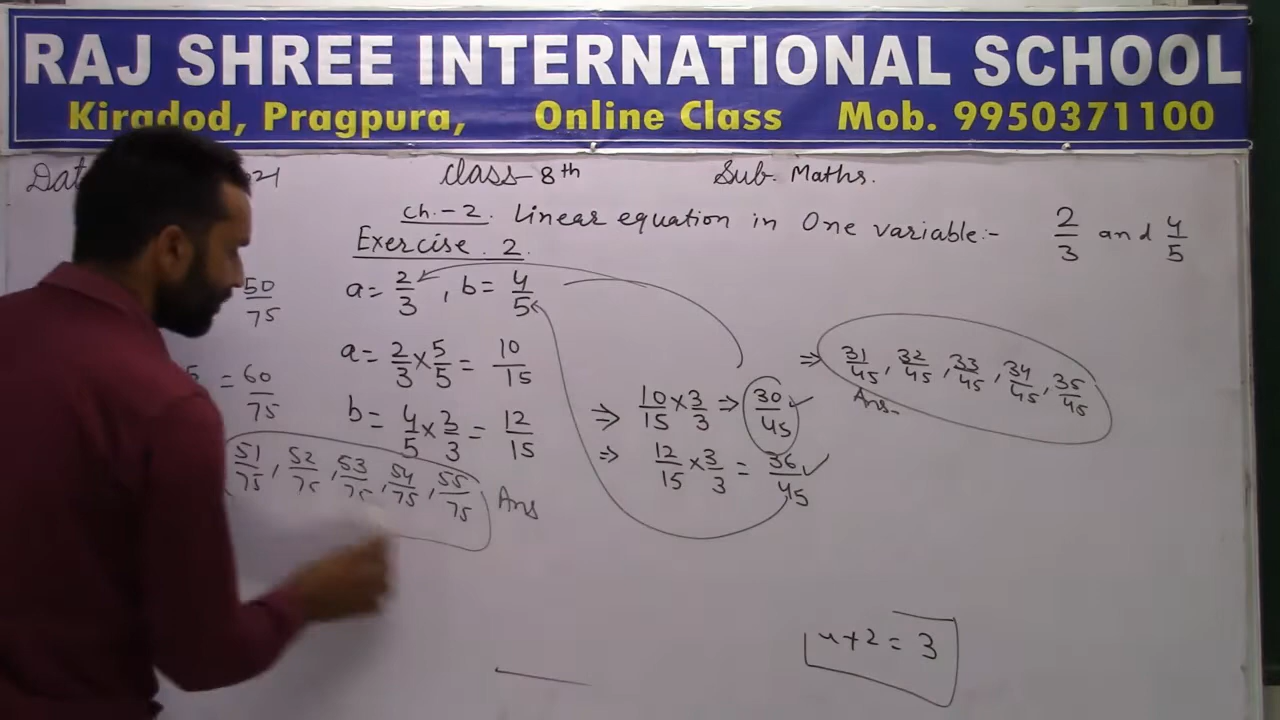 RAJ SHREE INTERNATIONAL SCHOOL
Kiradod, Pragpura, Online Class Mob. 9950371100
Class-8th Sub. Maths.
Ch.-2. Linear equation in One variable:- 2/3 and 4/5
Exercise. 2.
a= 2/3, b= 4/5
50/75
a= 2/3 × 5/5 = 10/15
= 60/75
b= 4/5 × 3/3 = 12/15
51/75, 52/75, 53/75, 54/75, 55/75 Ans
⇒ 10/15 × 3/3 ⇒ 30/45 ✓
⇒ 12/15 × 3/3 = 36/45 ✓
⇒ 31/45, 32/45, 33/45, 34/45, 35/45
Ans-
x+2 = 3